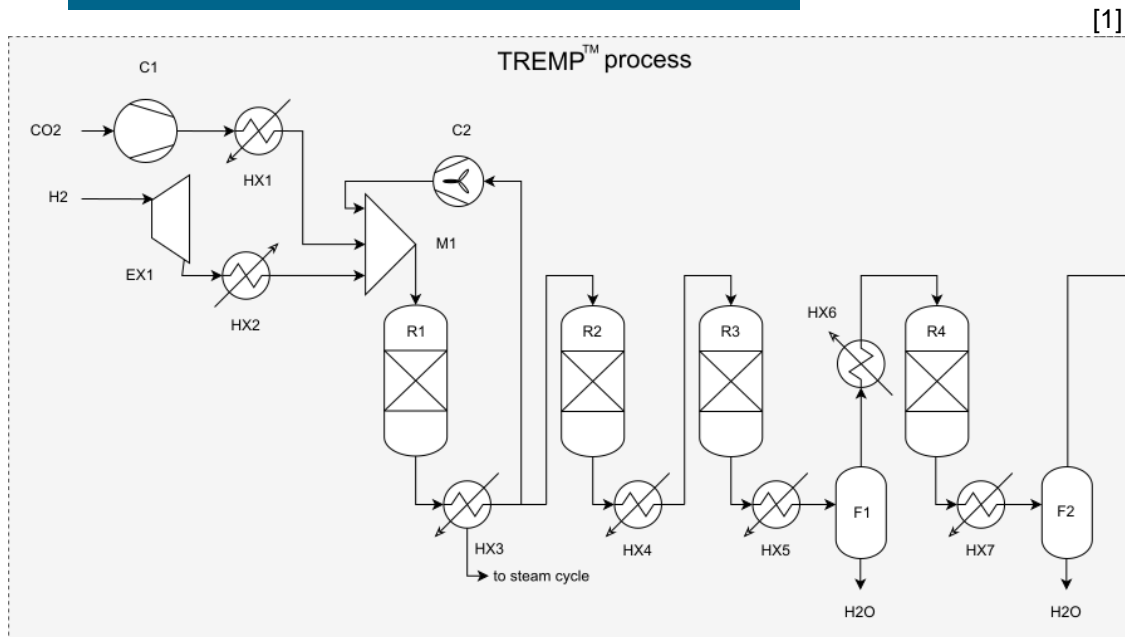 [1]
TREMP™ process
C1
CO2
HX1
C2
H2
M1
EX1
HX2
HX6
R1
R2
R3
R4
HX3
HX4
HX5
F1
HX7
F2
to steam cycle
H2O
H2O